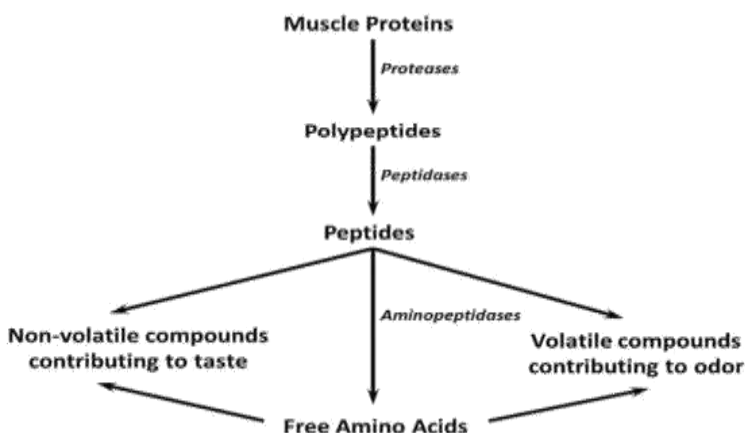 Muscle Proteins
Proteases
Polypeptides
Peptidases
Peptides
Aminopeptidases
Non-volatile compounds
contributing to taste
Volatile compounds
contributing to odor
Free Amino Acids